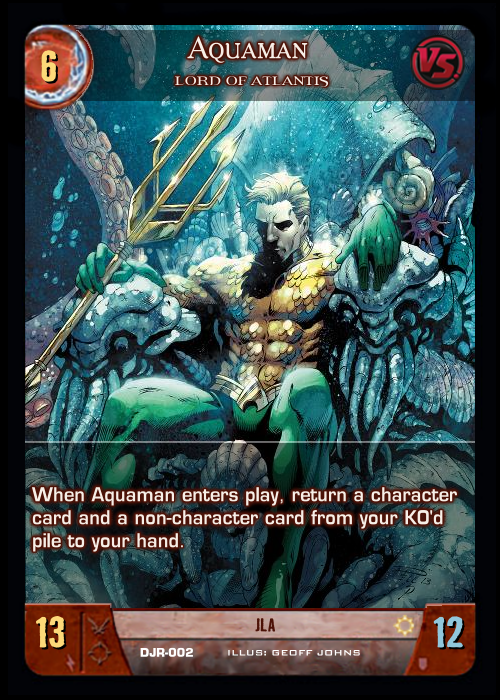 6
AQUAMAN
VS
LORD OF ATLANTIS
When Aquaman enters play, return a character
card and a non-character card from your KO'd
pile to your hand.
13
JLA
12
DJR-002 ILLUS: GEOFF JOHNS